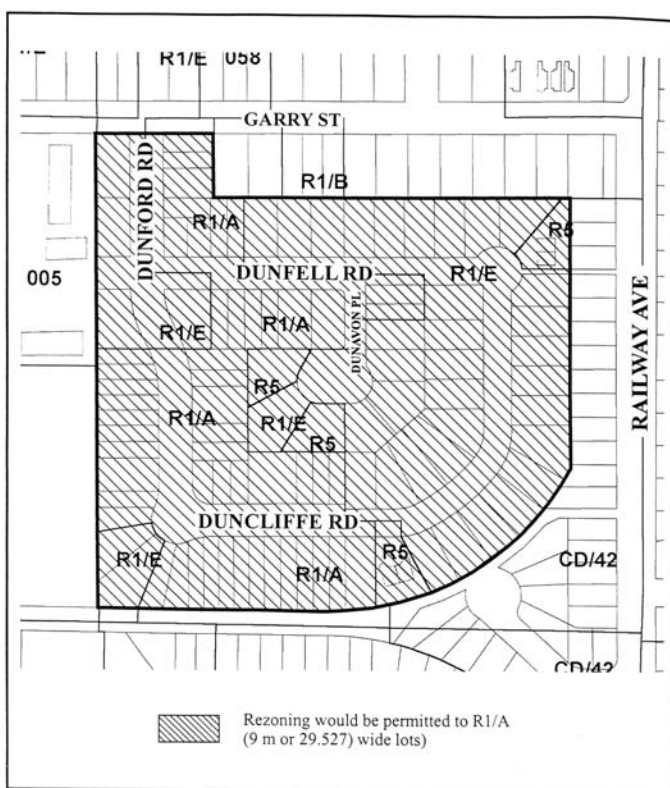 R1/E 058
GARRY ST
R1/B
DUNFORD RD
R1/A
R5
005
DUNFELL RD
R1/E
DUNAVON PL
R1/E
R1/A
RAILWAY AVE
R5
R1/A
R1/E
R5
DUNCLIFFE RD
R5
R1/E
R1/A
CD/42
CD/42
Rezoning would be permitted to R1/A
(9 m or 29.527) wide lots)